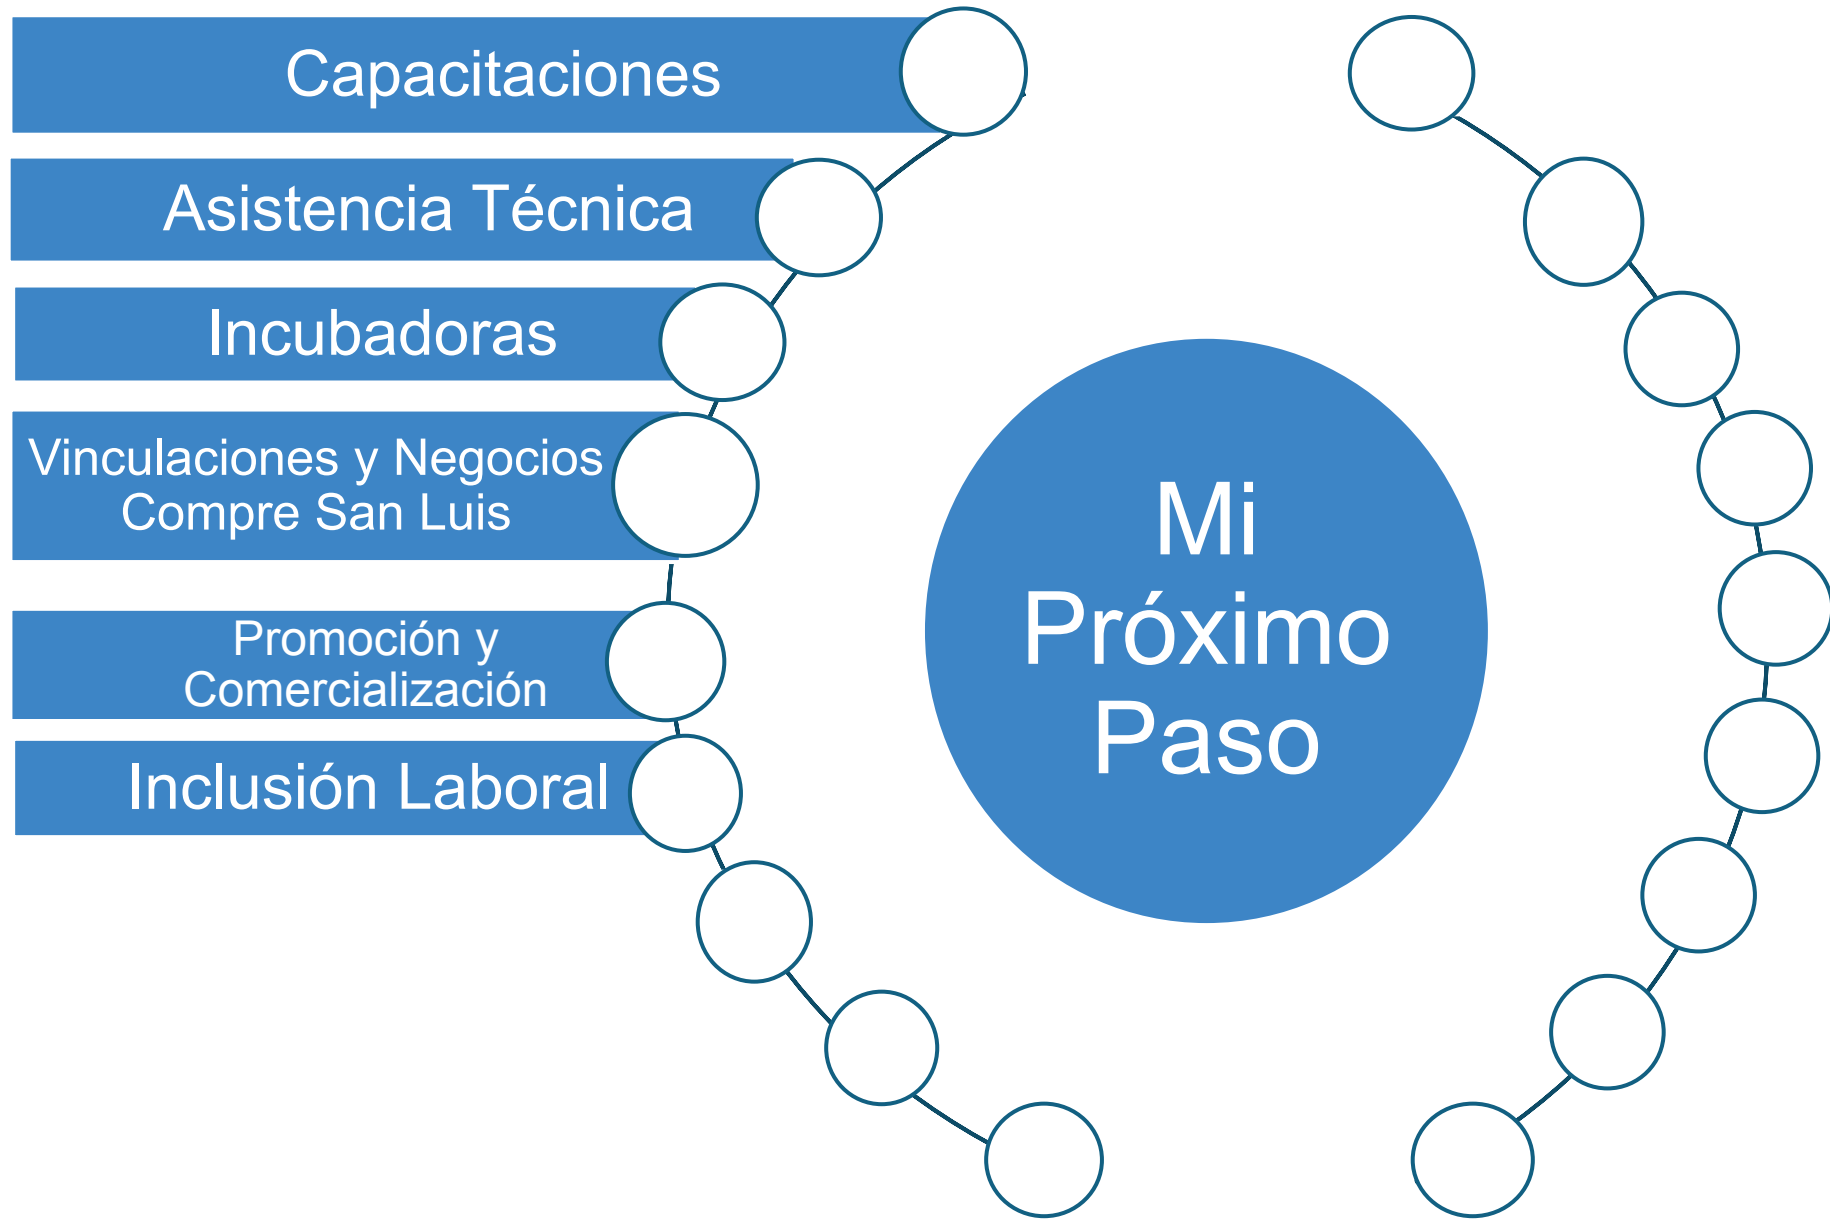 Capacitaciones
Asistencia Técnica
Incubadoras
Vinculaciones y Negocios
Compre San Luis
Promoción y
Comercialización
Inclusión Laboral
Mi
Próximo
Paso